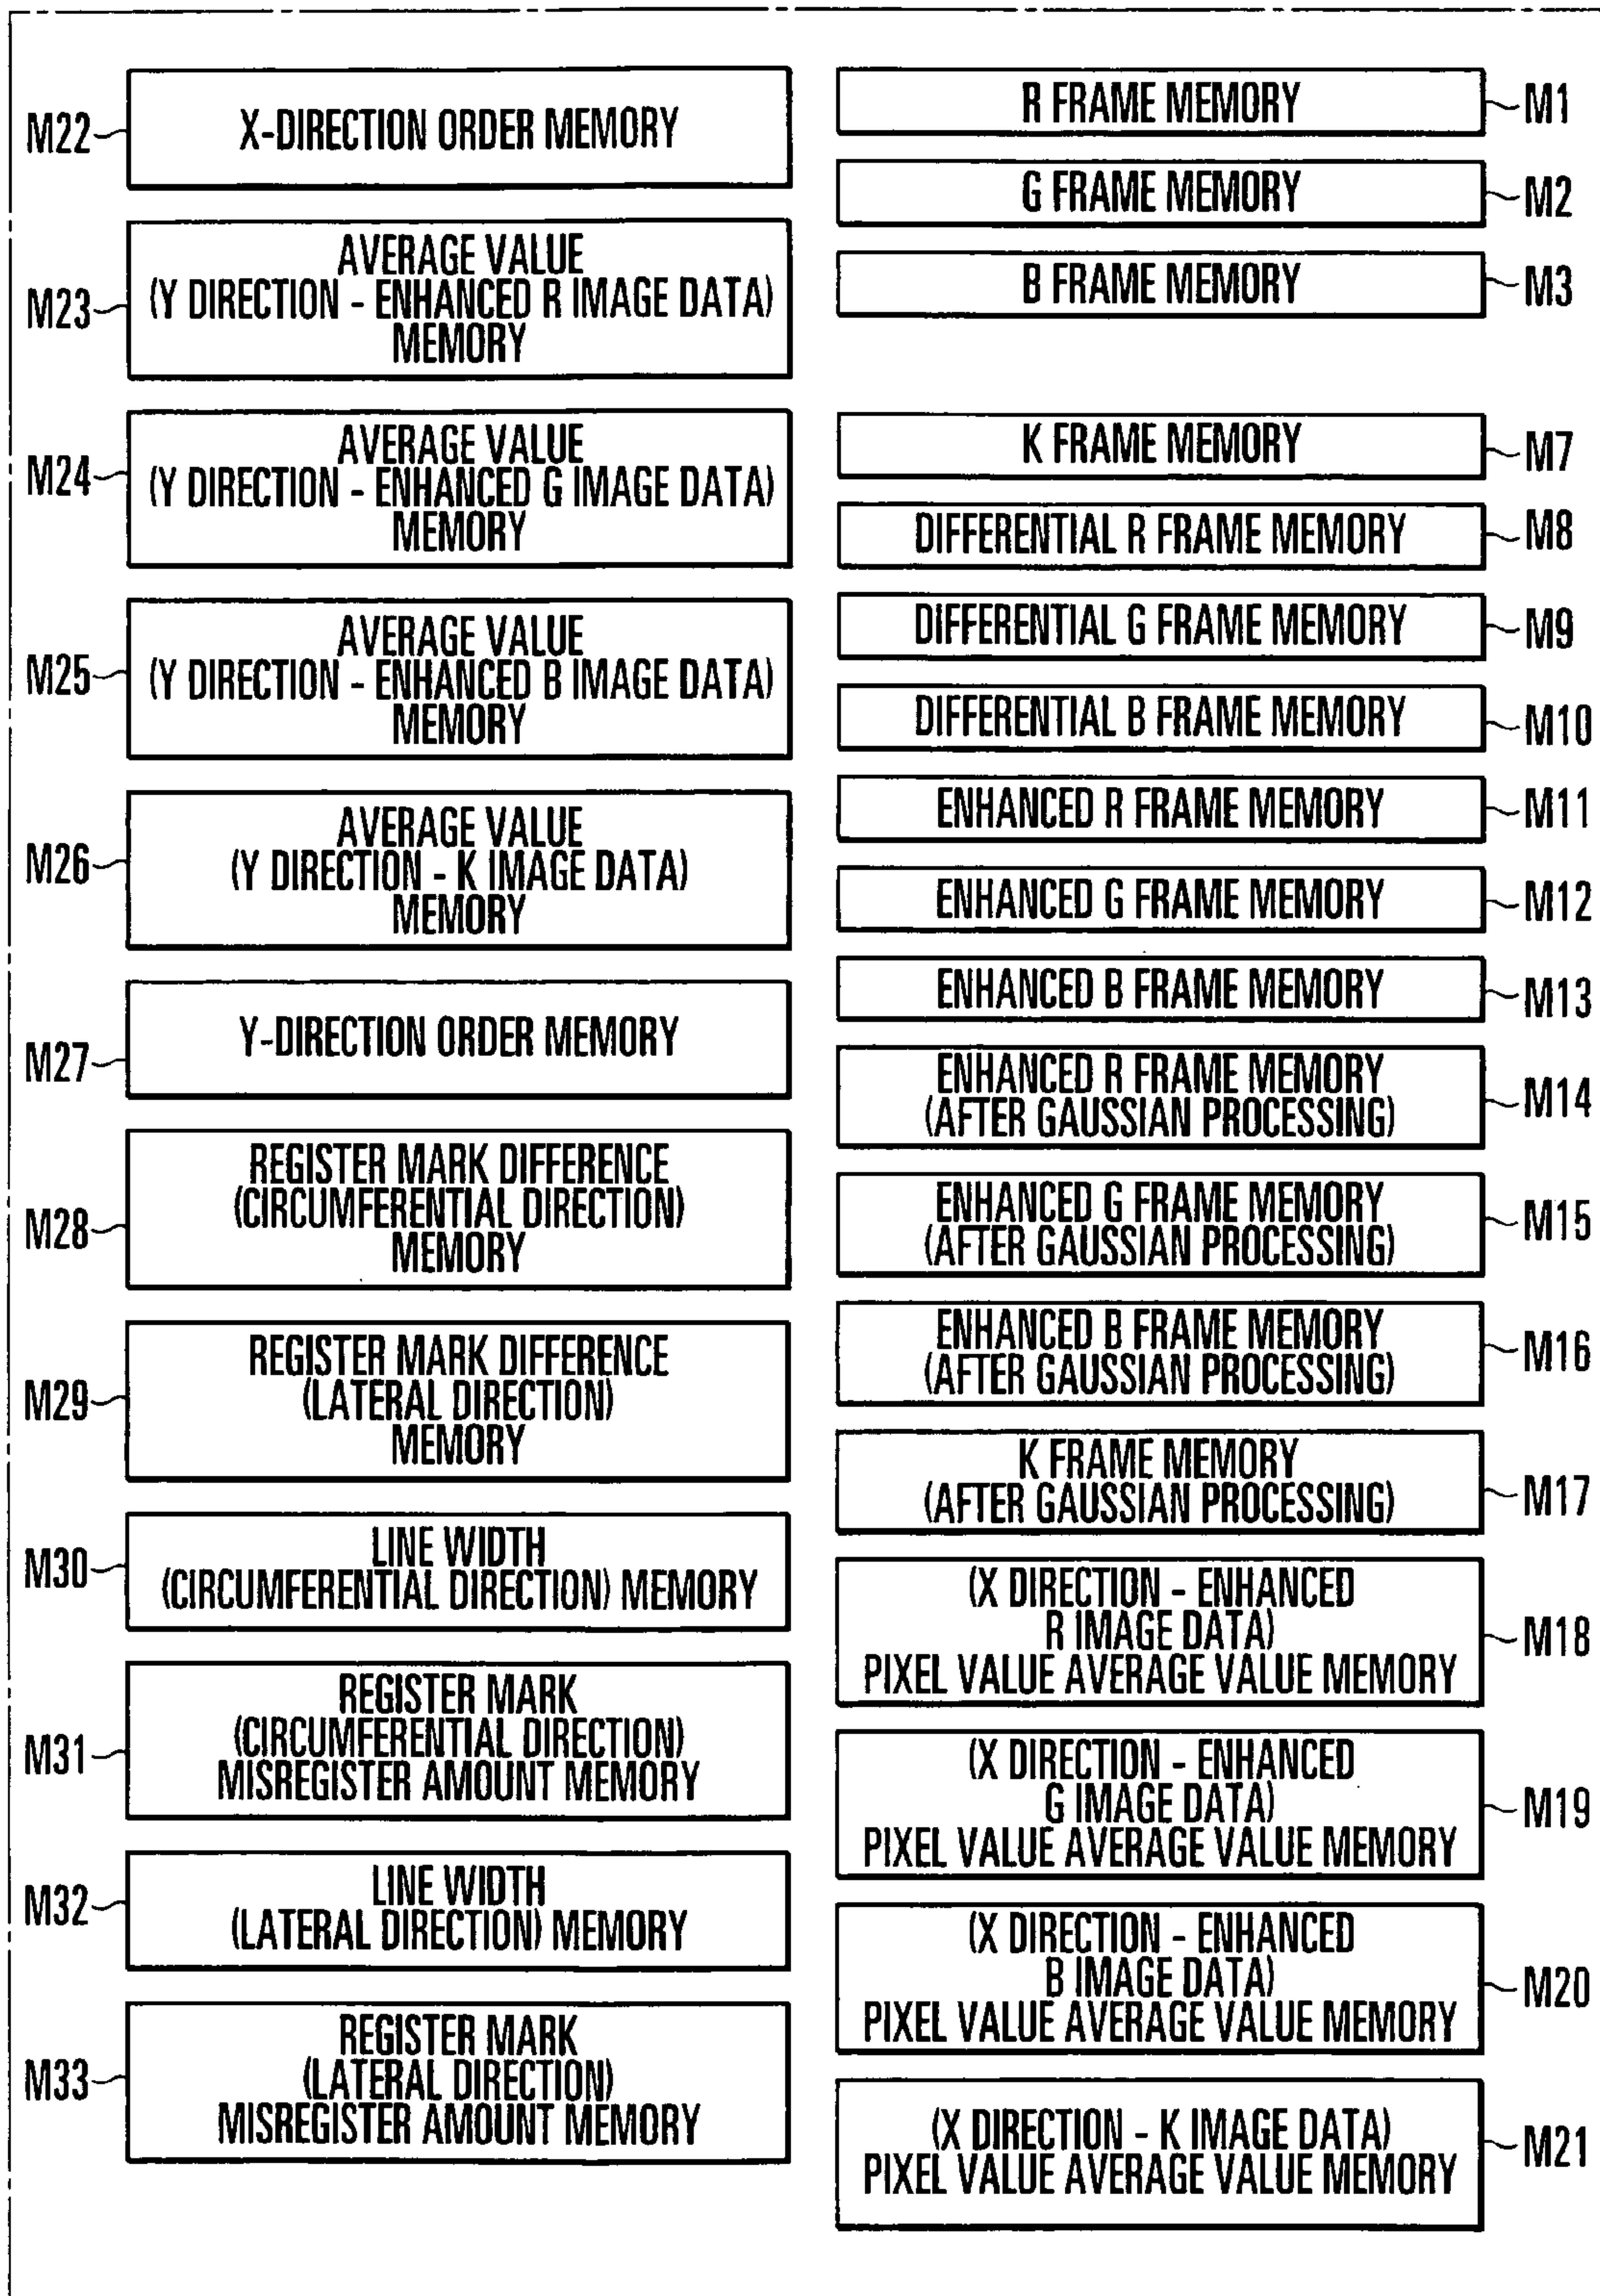 M22
X-DIRECTION ORDER MEMORY
M23
AVERAGE VALUE
(Y DIRECTION - ENHANCED R IMAGE DATA)
MEMORY
M24
AVERAGE VALUE
(Y DIRECTION - ENHANCED G IMAGE DATA)
MEMORY
M25
AVERAGE VALUE
(Y DIRECTION - ENHANCED B IMAGE DATA)
MEMORY
M26
AVERAGE VALUE
(Y DIRECTION - K IMAGE DATA)
MEMORY
M27
Y-DIRECTION ORDER MEMORY
M28
REGISTER MARK DIFFERENCE
(CIRCUMFERENTIAL DIRECTION)
MEMORY
M29
REGISTER MARK DIFFERENCE
(LATERAL DIRECTION)
MEMORY
M30
LINE WIDTH
(CIRCUMFERENTIAL DIRECTION) MEMORY
M31
REGISTER MARK
(CIRCUMFERENTIAL DIRECTION)
MISREGISTER AMOUNT MEMORY
M32
LINE WIDTH
(LATERAL DIRECTION) MEMORY
M33
REGISTER MARK
(LATERAL DIRECTION)
MISREGISTER AMOUNT MEMORY
R FRAME MEMORY
M1
G FRAME MEMORY
M2
B FRAME MEMORY
M3
K FRAME MEMORY
M7
DIFFERENTIAL R FRAME MEMORY
M8
DIFFERENTIAL G FRAME MEMORY
M9
DIFFERENTIAL B FRAME MEMORY
M10
ENHANCED R FRAME MEMORY
M11
ENHANCED G FRAME MEMORY
M12
ENHANCED B FRAME MEMORY
M13
ENHANCED R FRAME MEMORY
(AFTER GAUSSIAN PROCESSING)
M14
ENHANCED G FRAME MEMORY
(AFTER GAUSSIAN PROCESSING)
M15
ENHANCED B FRAME MEMORY
(AFTER GAUSSIAN PROCESSING)
M16
K FRAME MEMORY
(AFTER GAUSSIAN PROCESSING)
M17
(X DIRECTION - ENHANCED
R IMAGE DATA)
PIXEL VALUE AVERAGE VALUE MEMORY
M18
(X DIRECTION - ENHANCED
G IMAGE DATA)
PIXEL VALUE AVERAGE VALUE MEMORY
M19
(X DIRECTION - ENHANCED
B IMAGE DATA)
PIXEL VALUE AVERAGE VALUE MEMORY
M20
(X DIRECTION - K IMAGE DATA)
PIXEL VALUE AVERAGE VALUE MEMORY
M21